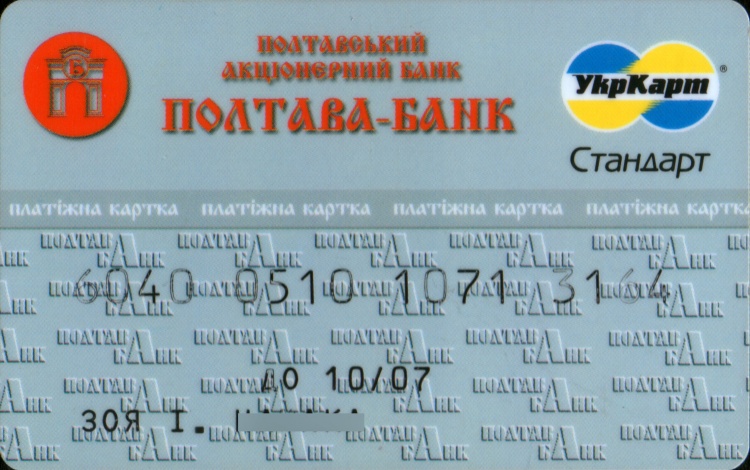 ПОЛТАВСЬКИЙ
АКЦІОНЕРНИЙ БАНК
ПОЛТАВА-БАНК
УкрКарт®
Стандарт
ПЛАТІЖНА КАРТКА ПЛАТІЖНА КАРТКА ПЛАТІЖНА КАРТКА ПЛАТІЖНА КАРТКА
6040 0510 1071 3164
ДО 10/07
ЗОЯ І.